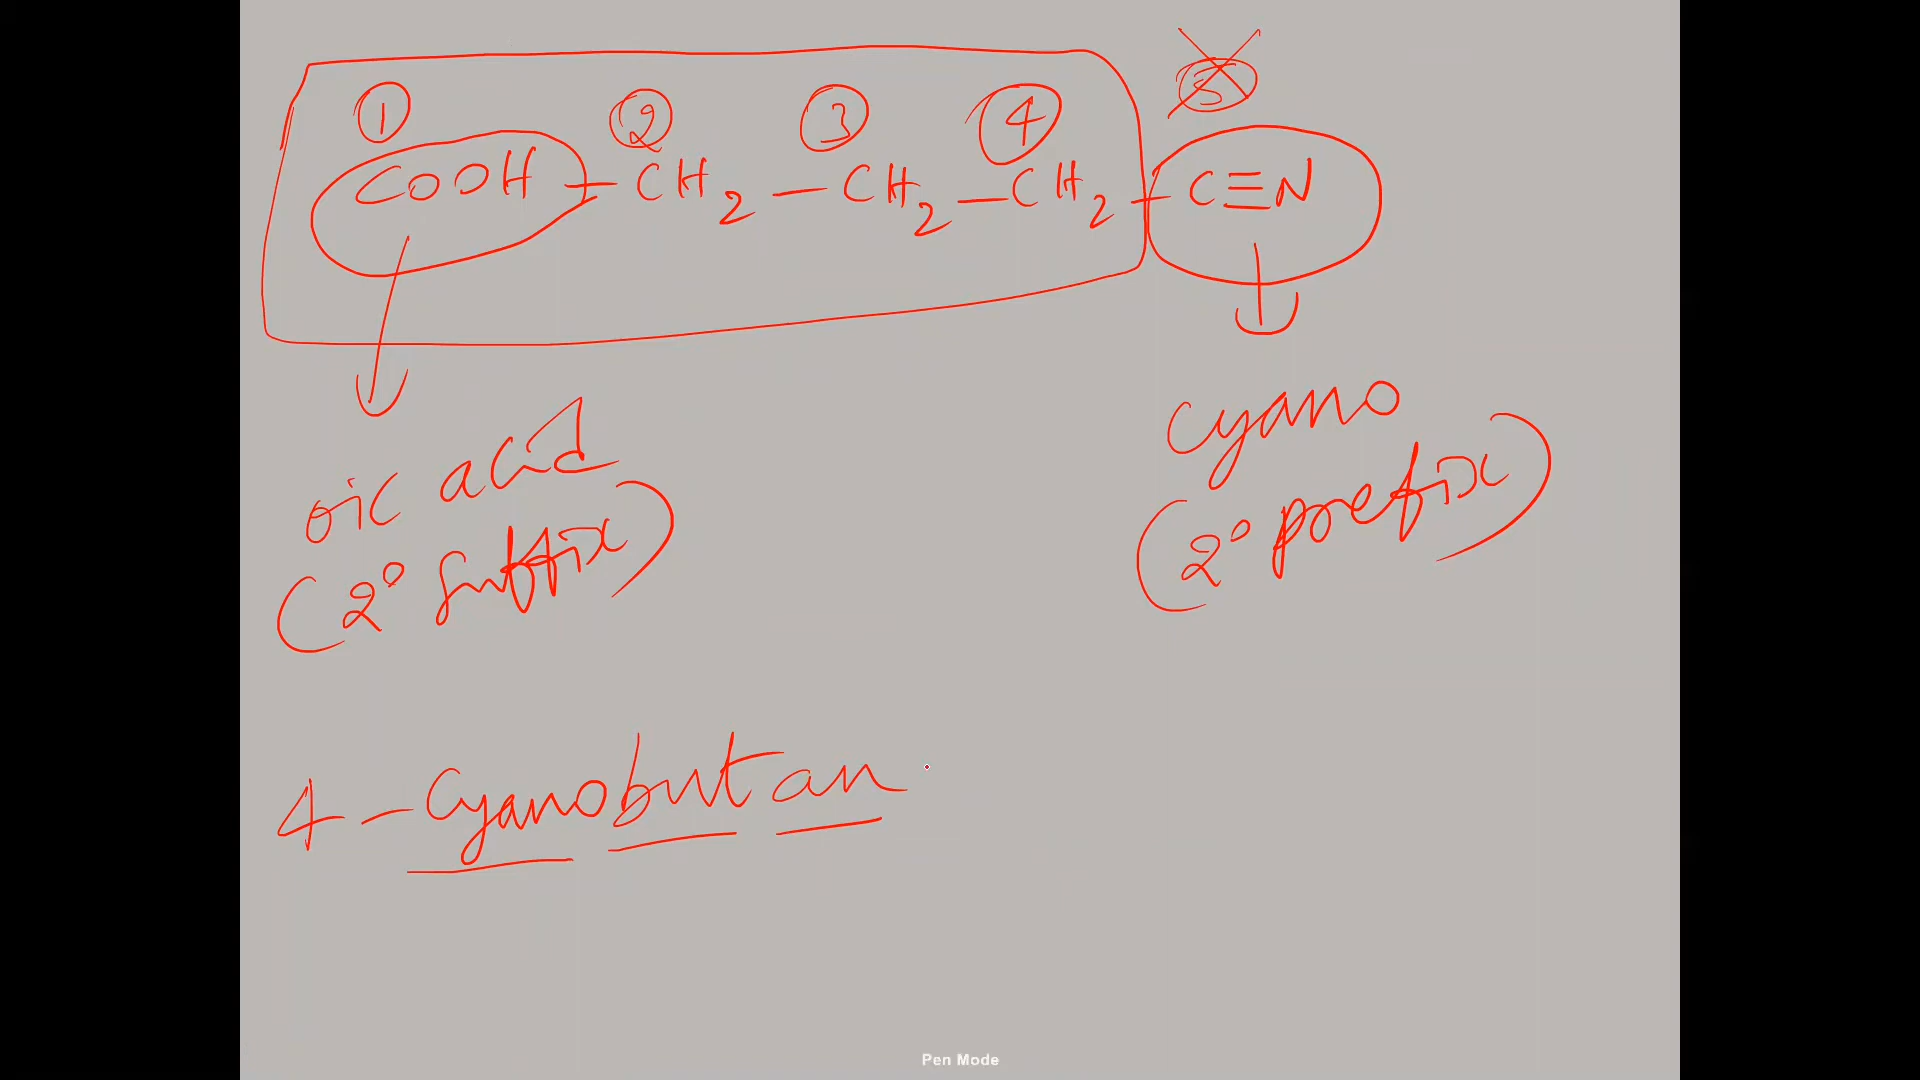 ① ② ③ ④ ⑤
COOH — CH₂ — CH₂ — CH₂ — C≡N
oic acid
(2° suffix)
cyano
(2° prefix)
4 - Cyanobutan
Pen Mode